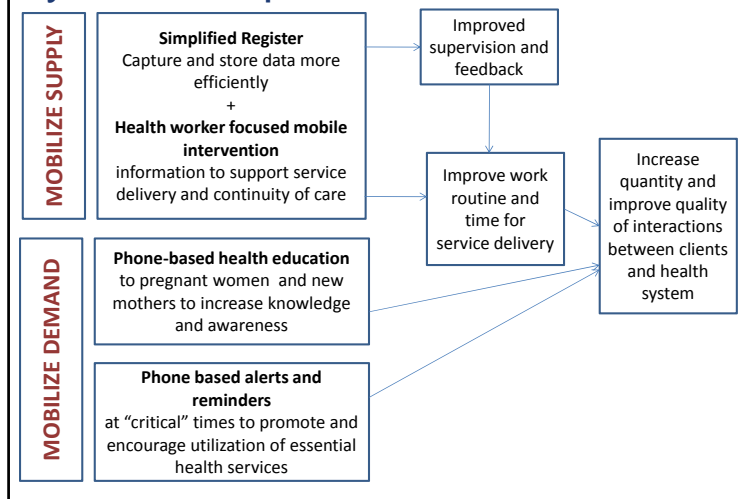 MOBILIZE SUPPLY
Simplified Register
Capture and store data more
efficiently
+
Health worker focused mobile
intervention
information to support service
delivery and continuity of care
Improved
supervision and
feedback
Improve work
routine and
time for
service delivery
Increase
quantity and
improve quality
of interactions
between clients
and health
system
MOBILIZE DEMAND
Phone-based health education
to pregnant women and new
mothers to increase knowledge
and awareness
Phone based alerts and
reminders
at “critical” times to promote and
encourage utilization of essential
health services